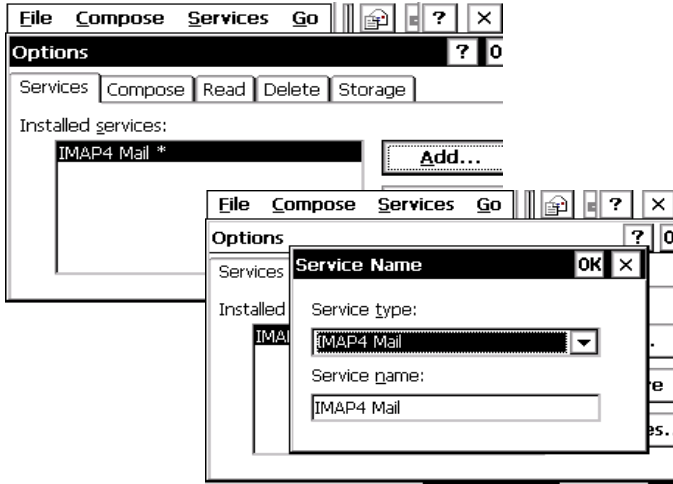 File Compose Services Go ? ×
Options ?
Services Compose Read Delete Storage
Installed services:
IMAP4 Mail *
Add...
File Compose Services Go ? ×
Options ?
Services
Service Name OK ×
Installed
Service type:
IMAP4 Mail
Service name:
IMAP4 Mail